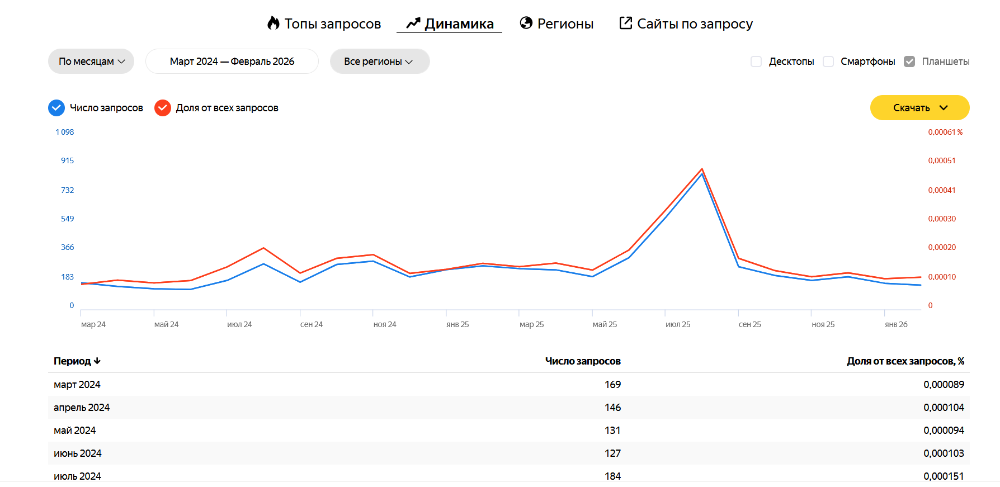 Топы запросов Динамика Регионы Сайты по запросу
По месяцам Март 2024 — Февраль 2026 Все регионы Десктопы Смартфоны Планшеты
Число запросов Доля от всех запросов Скачать
1 098 0,00061 %
915 0,00051
732 0,00041
549 0,00030
366 0,00020
183 0,00010
0 0
мар 24 май 24 июл 24 сен 24 ноя 24 янв 25 мар 25 май 25 июл 25 сен 25 ноя 25 янв 26
Период Число запросов Доля от всех запросов, %
март 2024 169 0,000089
апрель 2024 146 0,000104
май 2024 131 0,000094
июнь 2024 127 0,000103
июль 2024 184 0,000151